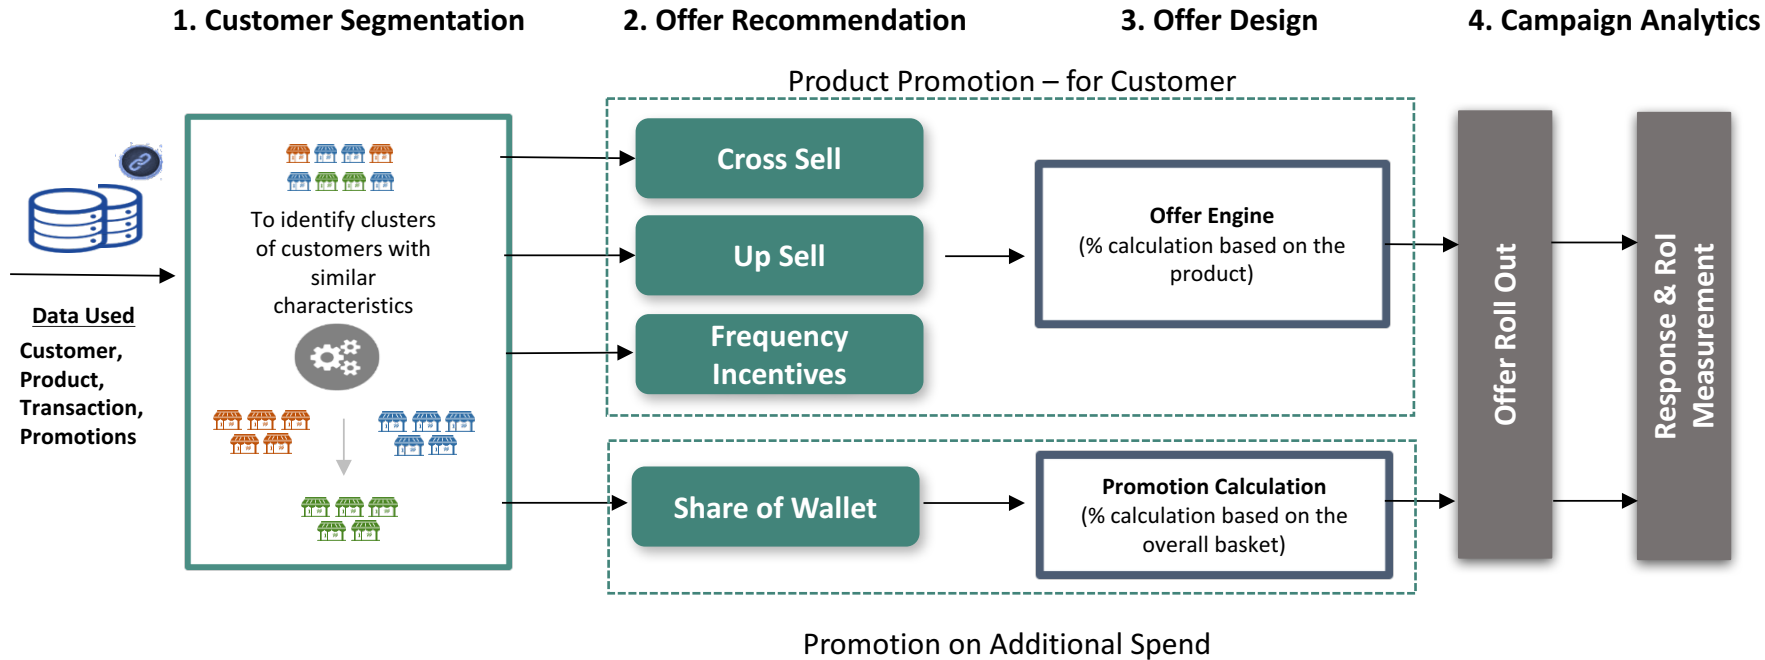 1. Customer Segmentation
2. Offer Recommendation
3. Offer Design
4. Campaign Analytics
Product Promotion – for Customer
Data Used
Customer,
Product,
Transaction,
Promotions
To identify clusters
of customers with
similar
characteristics
Cross Sell
Up Sell
Frequency
Incentives
Offer Engine
(% calculation based on the
product)
Share of Wallet
Promotion Calculation
(% calculation based on the
overall basket)
Offer Roll Out
Response & RoI
Measurement
Promotion on Additional Spend